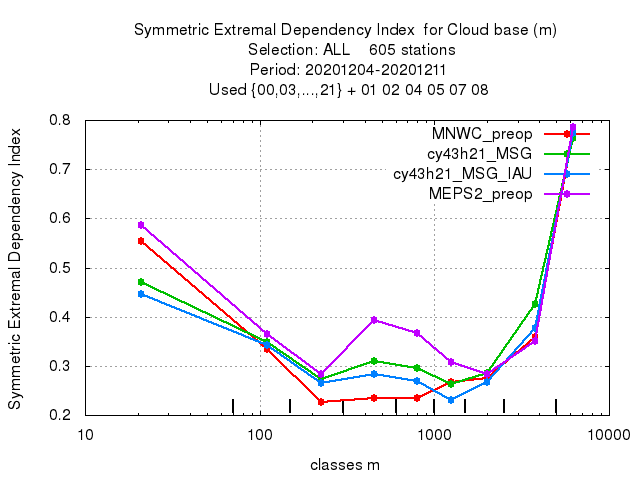 Symmetric Extremal Dependency Index  for Cloud base (m)
Selection: ALL    605 stations
Period: 20201204-20201211
Used {00,03,...,21} + 01 02 04 05 07 08
Symmetric Extremal Dependency Index
0.8
0.7
0.6
0.5
0.4
0.3
0.2
MNWC_preop
cy43h21_MSG
cy43h21_MSG_IAU
MEPS2_preop
10 100 1000 10000
classes m